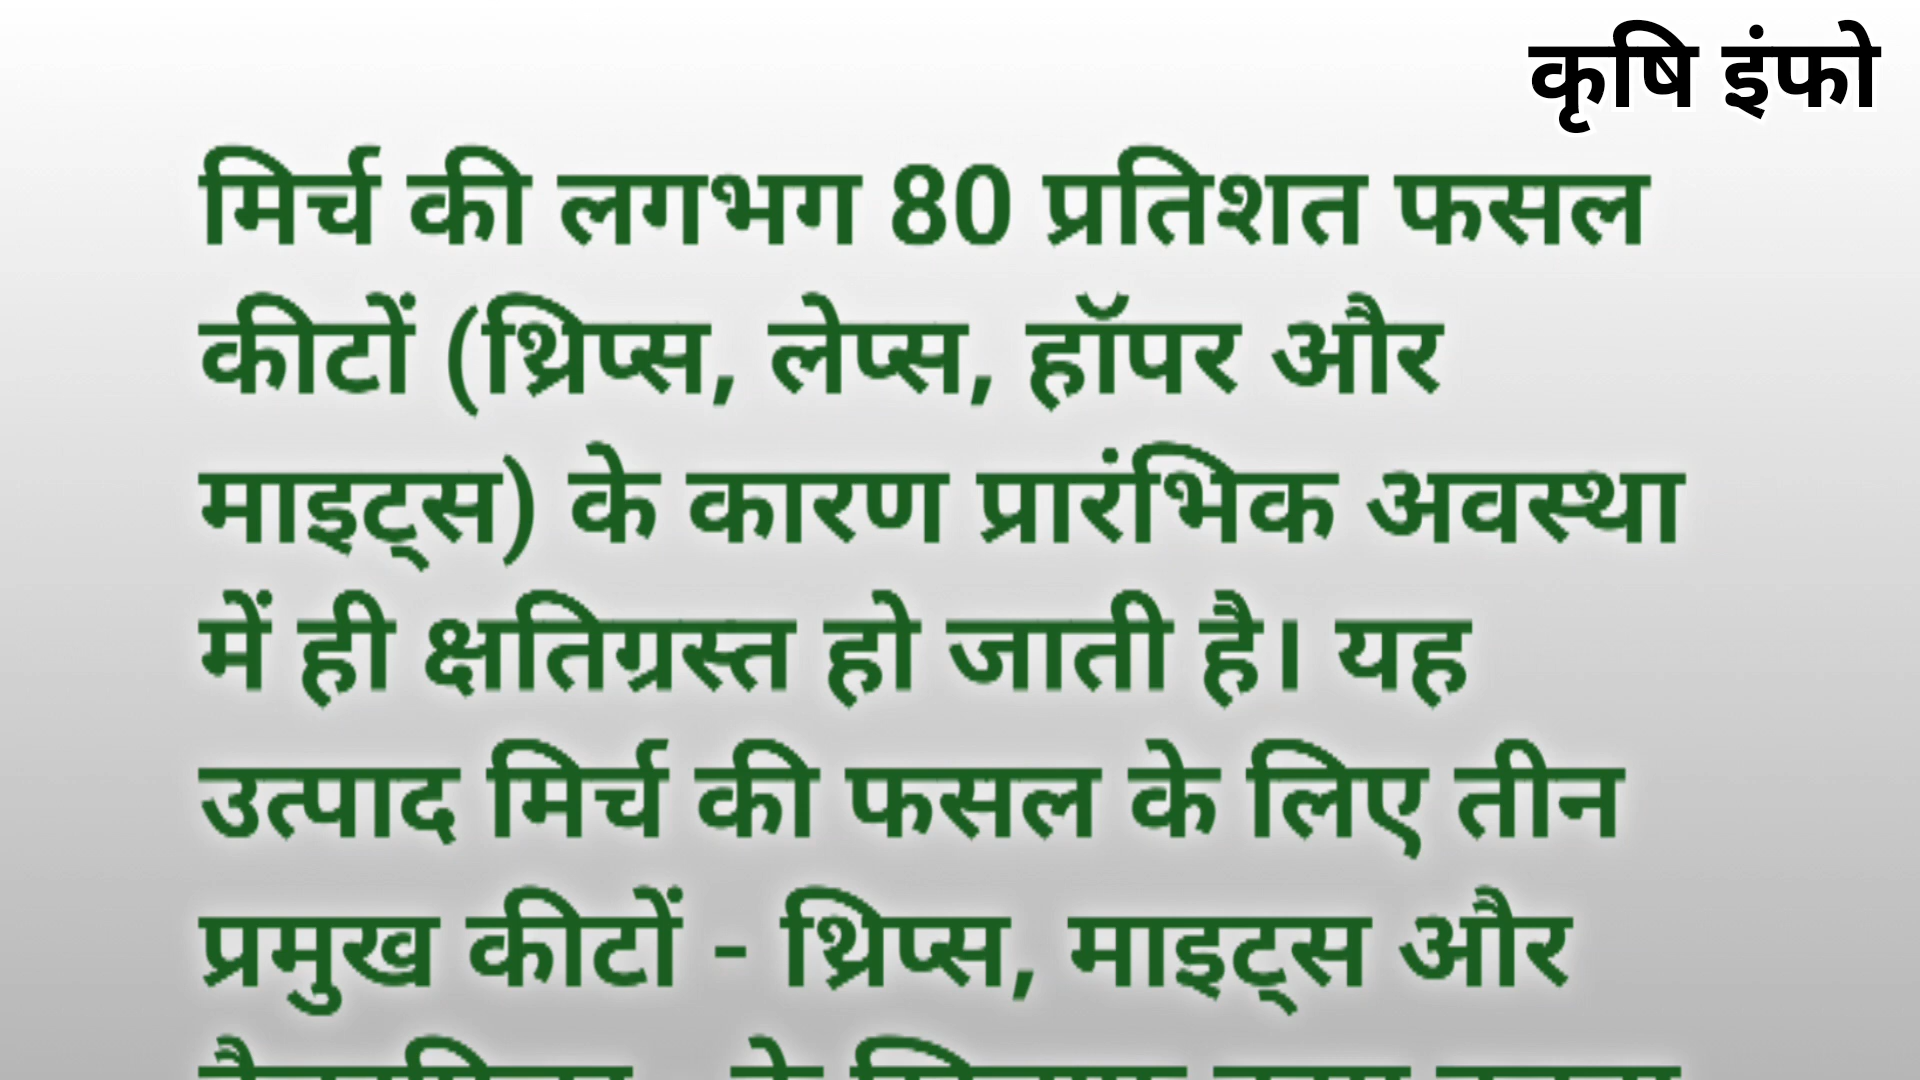 कृषि इंफो
मिर्च की लगभग 80 प्रतिशत फसल
कीटों (थ्रिप्स, लेप्स, हॉपर और
माइट्स) के कारण प्रारंभिक अवस्था
में ही क्षतिग्रस्त हो जाती है। यह
उत्पाद मिर्च की फसल के लिए तीन
प्रमुख कीटों - थ्रिप्स, माइट्स और